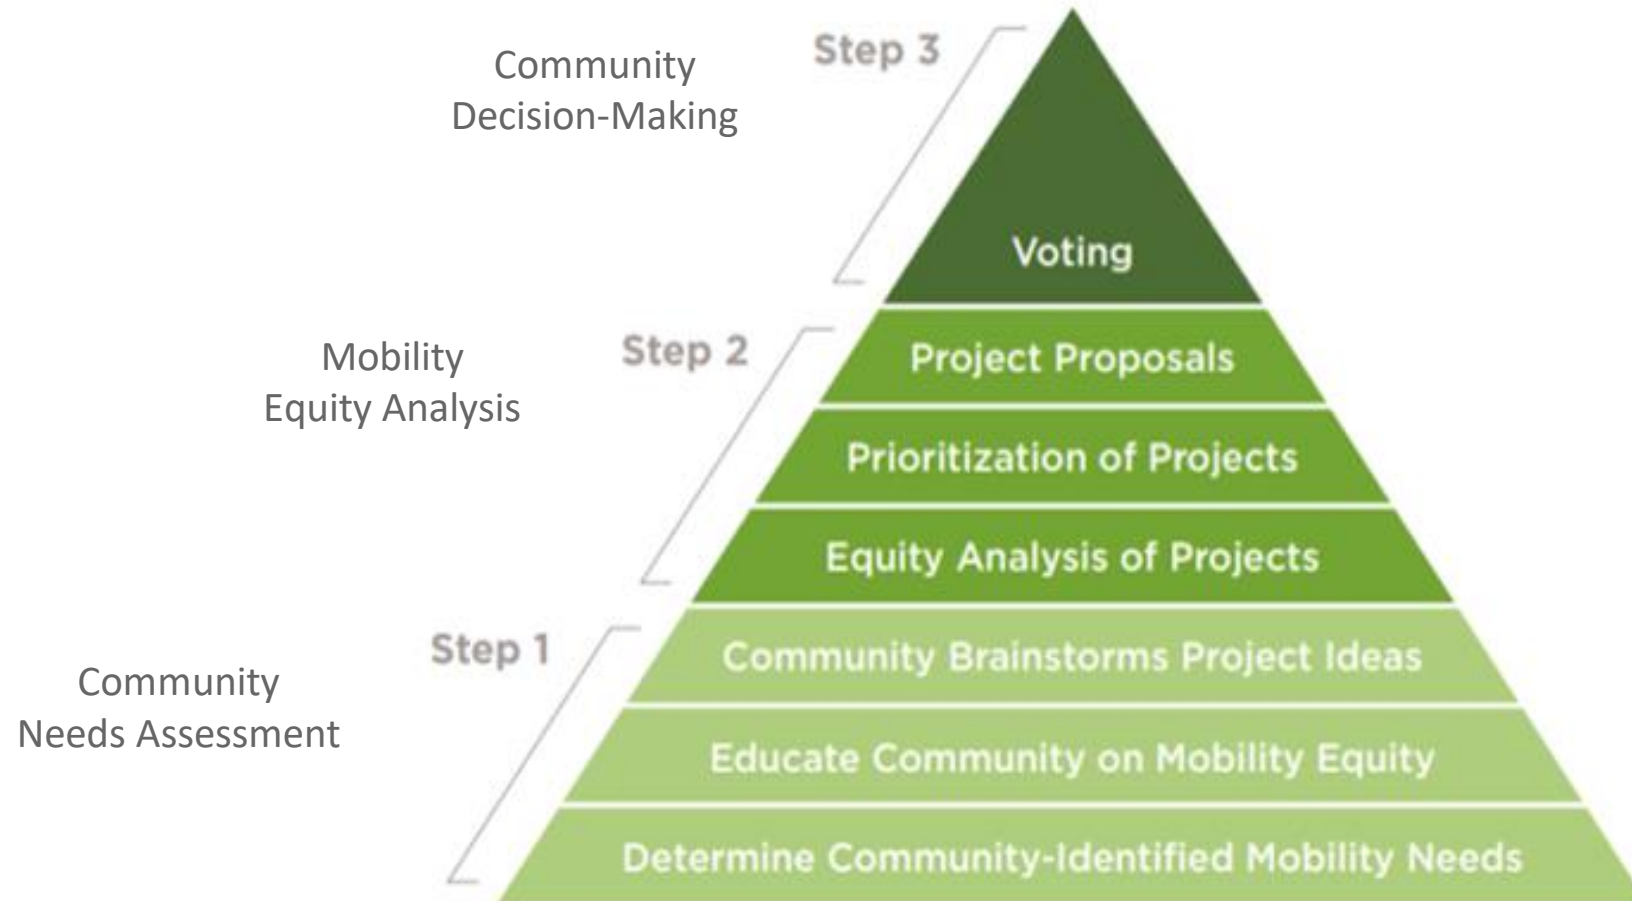 Community
Decision-Making
Step 3
Voting
Mobility
Equity Analysis
Step 2
Project Proposals
Prioritization of Projects
Equity Analysis of Projects
Community
Needs Assessment
Step 1
Community Brainstorms Project Ideas
Educate Community on Mobility Equity
Determine Community-Identified Mobility Needs